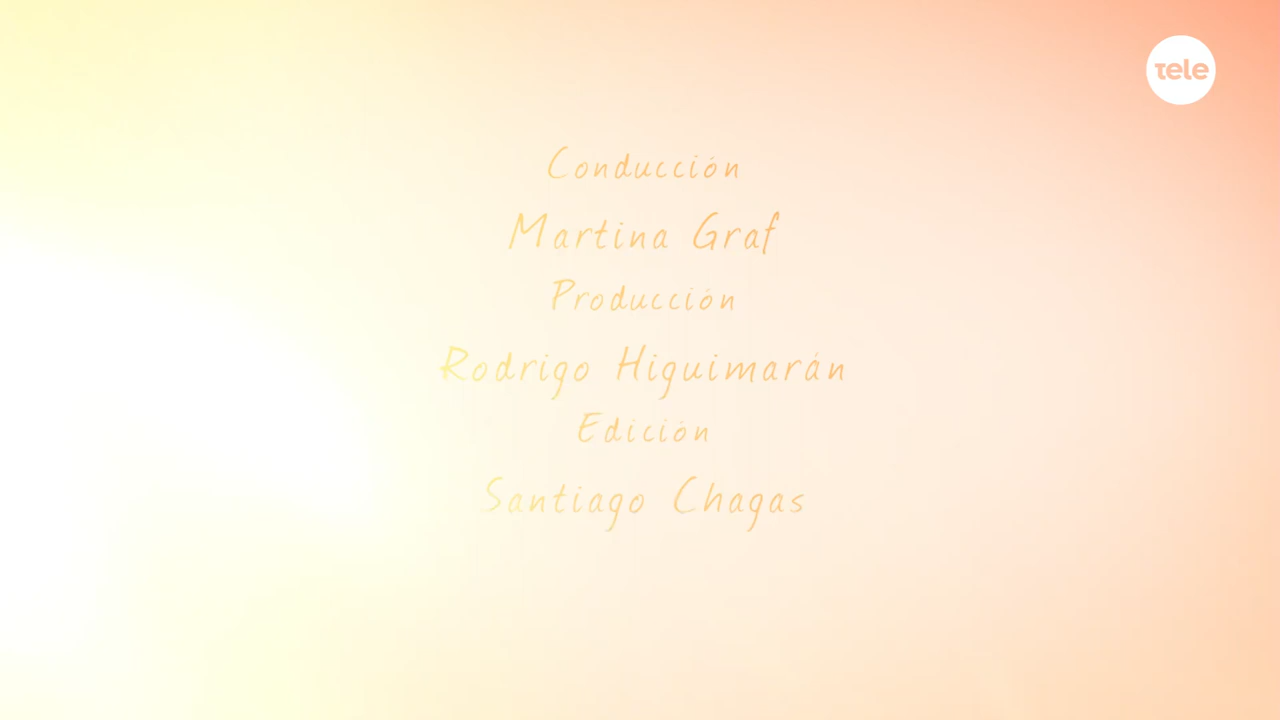 tele
Conducción
Martina Graf
Producción
Rodrigo Higuimarán
Edición
Santiago Chagas